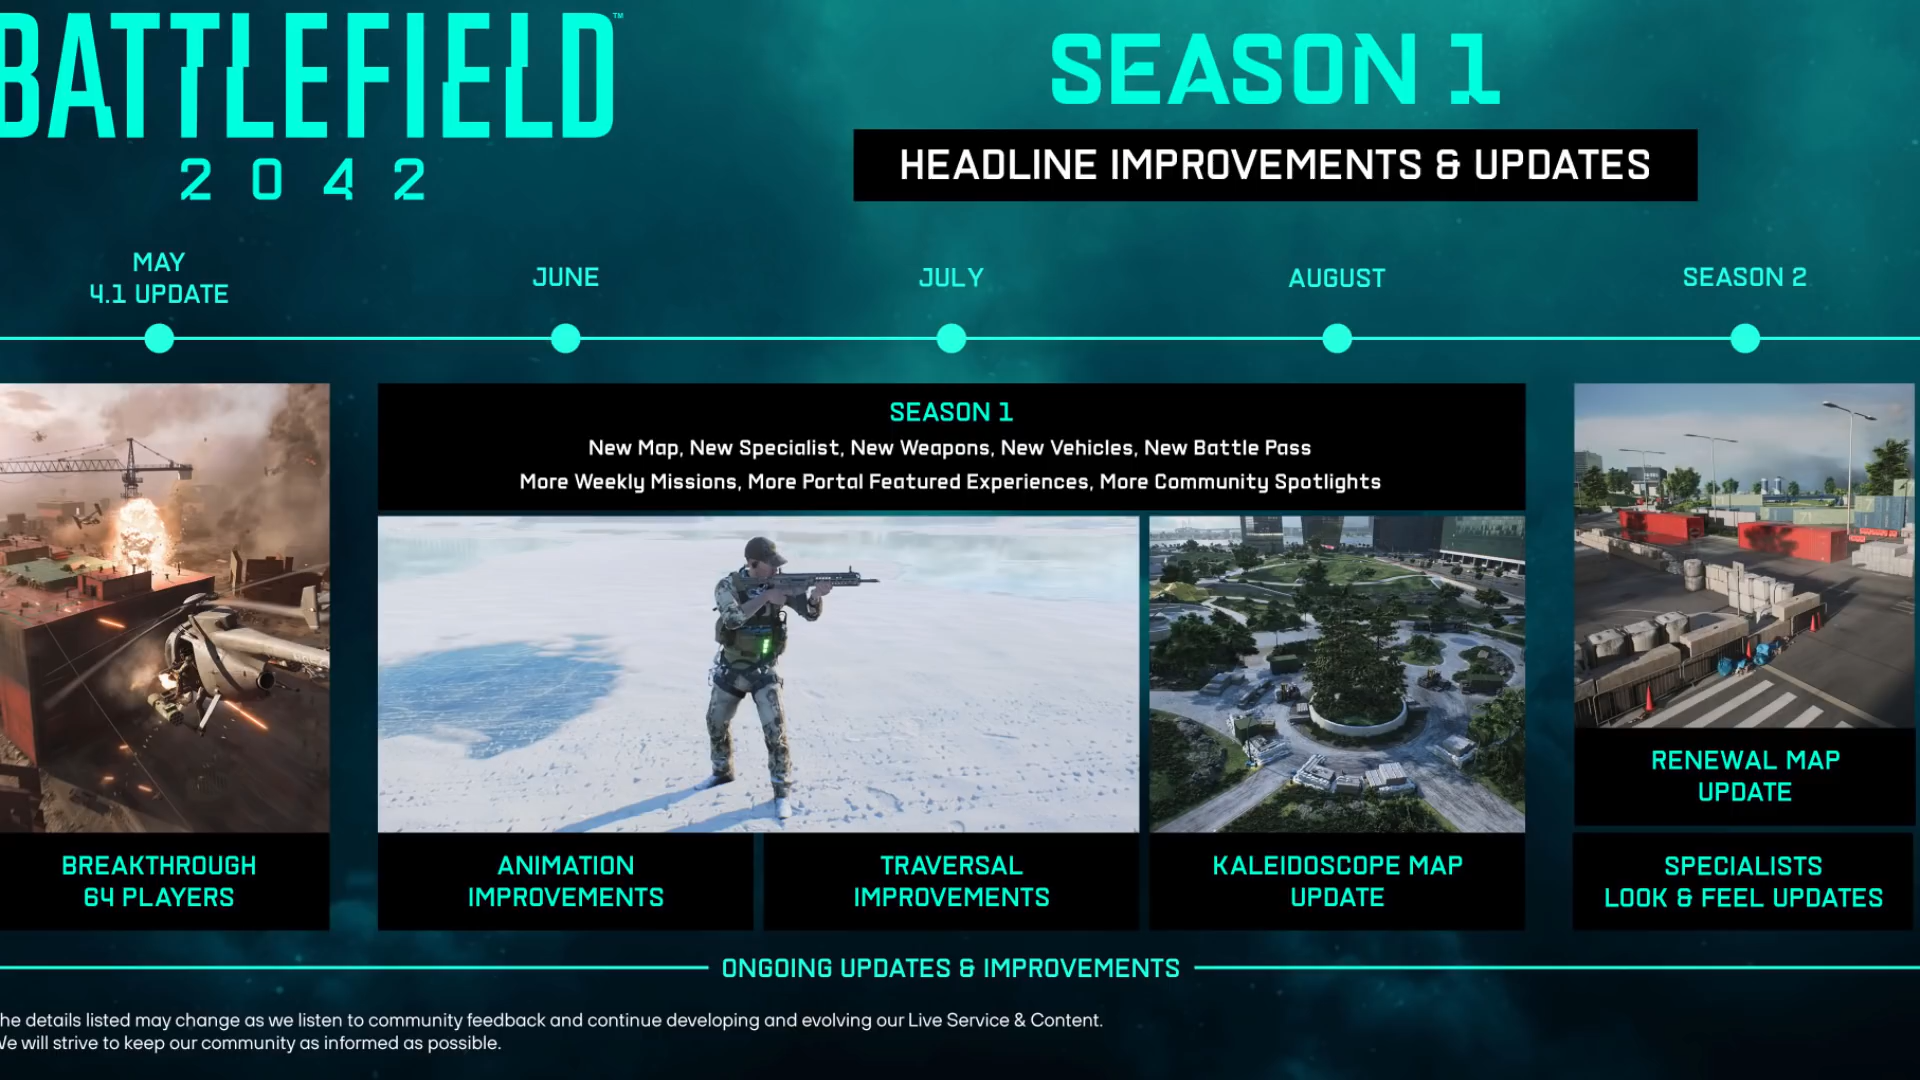 BATTLEFIELD™
2042
SEASON 1
HEADLINE IMPROVEMENTS & UPDATES
MAY
4.1 UPDATE
JUNE
JULY
AUGUST
SEASON 2
SEASON 1
New Map, New Specialist, New Weapons, New Vehicles, New Battle Pass
More Weekly Missions, More Portal Featured Experiences, More Community Spotlights
BREAKTHROUGH
64 PLAYERS
ANIMATION
IMPROVEMENTS
TRAVERSAL
IMPROVEMENTS
KALEIDOSCOPE MAP
UPDATE
RENEWAL MAP
UPDATE
SPECIALISTS
LOOK & FEEL UPDATES
ONGOING UPDATES & IMPROVEMENTS
he details listed may change as we listen to community feedback and continue developing and evolving our Live Service & Content.
We will strive to keep our community as informed as possible.